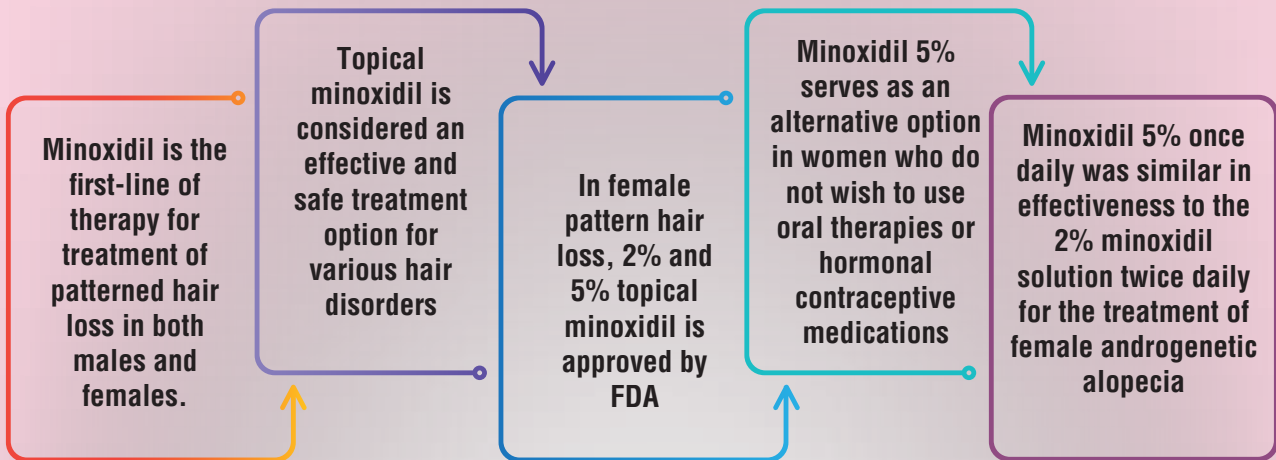 Minoxidil is the
first-line of
therapy for
treatment of
patterned hair
loss in both
males and
females.
Topical
minoxidil is
considered an
effective and
safe treatment
option for
various hair
disorders
In female
pattern hair
loss, 2% and
5% topical
minoxidil is
approved by
FDA
Minoxidil 5%
serves as an
alternative option
in women who do
not wish to use
oral therapies or
hormonal
contraceptive
medications
Minoxidil 5% once
daily was similar in
effectiveness to the
2% minoxidil
solution twice daily
for the treatment of
female androgenetic
alopecia